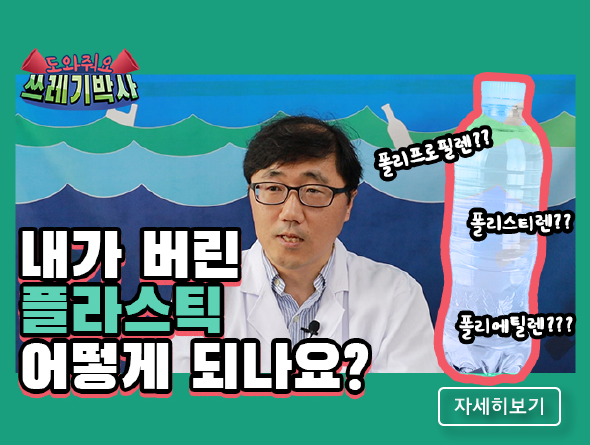 도와줘요
쓰레기박사
폴리프로필렌??
폴리스티렌??
폴리에틸렌???
내가 버린
플라스틱
어떻게 되나요?
자세히보기